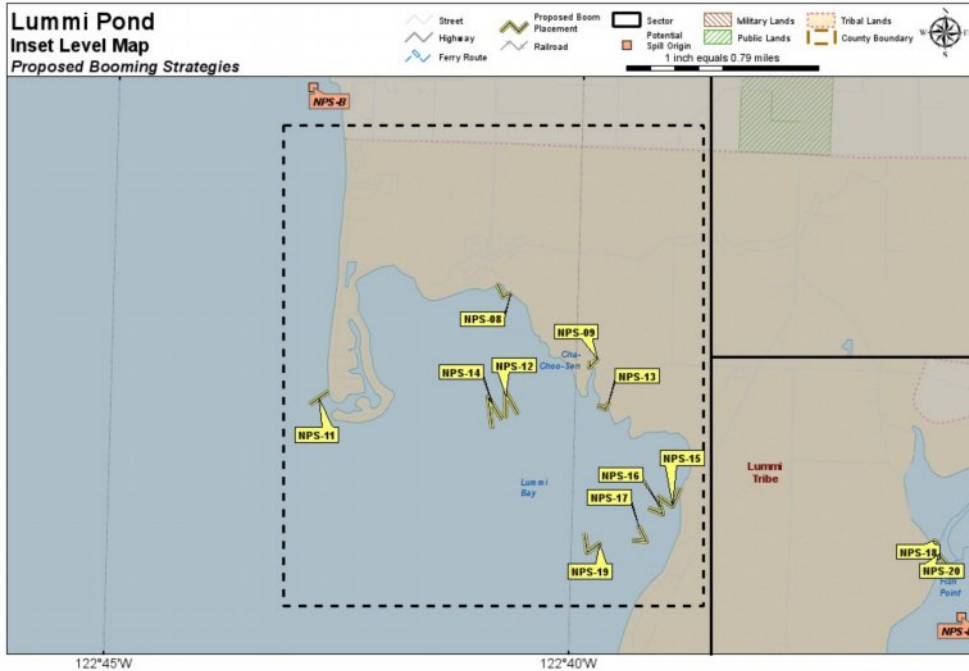 Lummi Pond
Inset Level Map
Proposed Booming Strategies
Street
Highway
Ferry Route
Proposed Boom
Placement
Railroad
Sector
Potential
Spill Origin
Military Lands
Public Lands
Tribal Lands
County Boundary
1 inch equals 0.79 miles
N
W
E
S
NPS-B
NPS-08
NPS-09
Cha-
Choo-Sen
NPS-12
NPS-14
NPS-13
NPS-11
NPS-15
NPS-16
Lummi
Bay
NPS-17
Lummi
Tribe
NPS-19
NPS-18
NPS-20
Point
NPS-
122°45'W
122°40'W